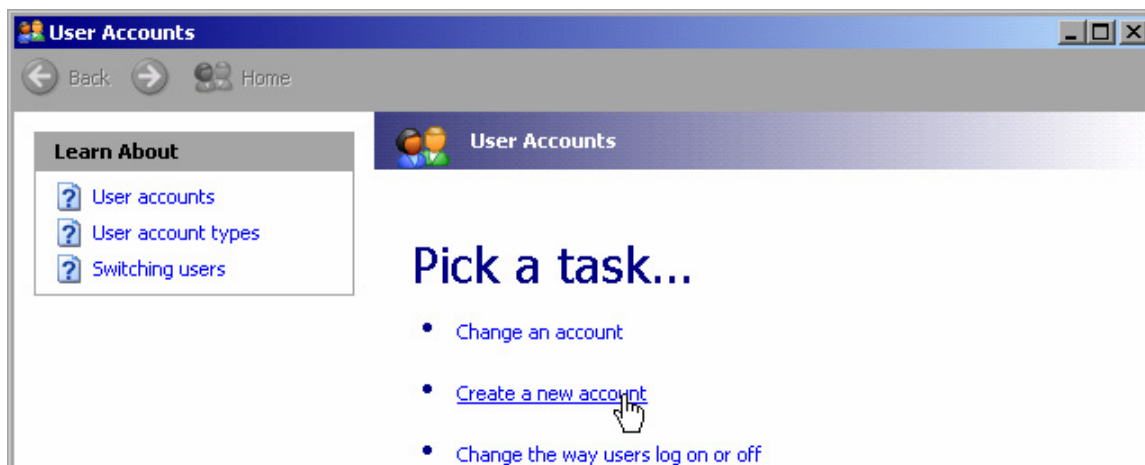 User Accounts
Back Home
Learn About
User accounts
User account types
Switching users
User Accounts
Pick a task...
Change an account
Create a new account
Change the way users log on or off